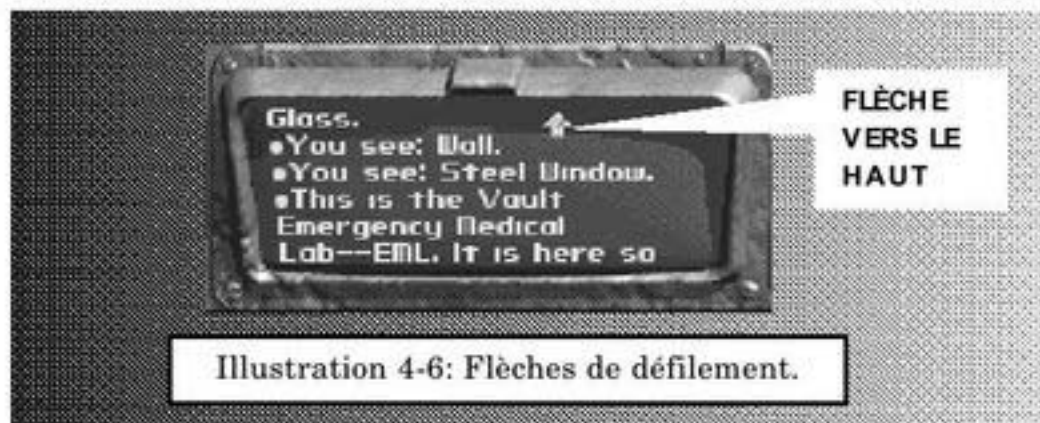 Glass.
•You see: Wall.
•You see: Steel Window.
•This is the Vault
Emergency Medical
Lab--EML. It is here so
FLÈCHE
VERS LE
HAUT
Illustration 4-6: Flèches de défilement.